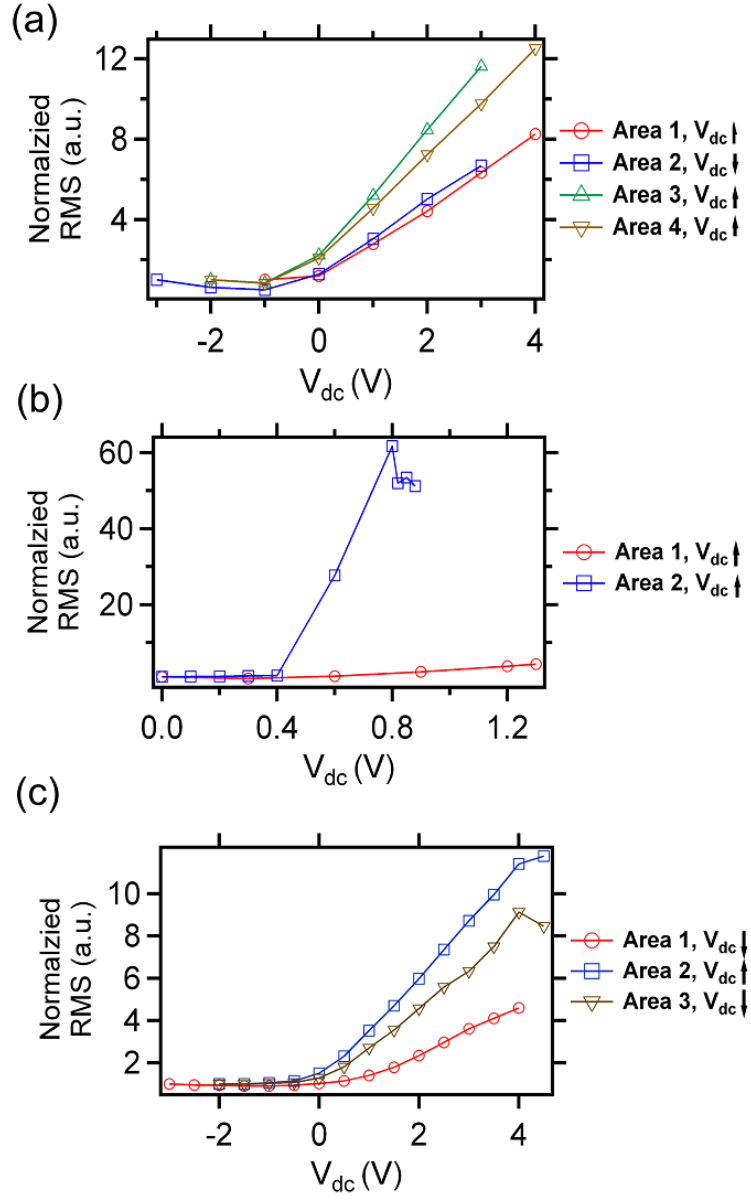 (a)
12
8
4
Normalzied
RMS (a.u.)
-2 0 2 4
V_dc (V)
Area 1, V_dc ↑
Area 2, V_dc ↓
Area 3, V_dc ↑
Area 4, V_dc ↑
(b)
60
40
20
Normalzied
RMS (a.u.)
0.0 0.4 0.8 1.2
V_dc (V)
Area 1, V_dc ↑
Area 2, V_dc ↑
(c)
10
8
6
4
2
Normalzied
RMS (a.u.)
-2 0 2 4
V_dc (V)
Area 1, V_dc ↓
Area 2, V_dc ↑
Area 3, V_dc ↓